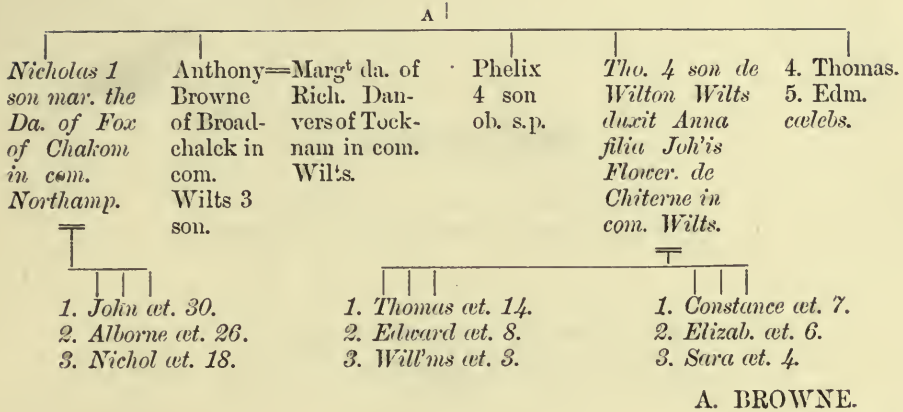 A
Nicholas 1
son mar. the
Da. of Fox
of Chakom
in com.
Northamp.
Anthony=Margt da. of
Browne Rich. Dan-
of Broad- vers of Tock-
chalck in nam in com.
com. Wilts.
Wilts 3
son.
Phelix
4 son
ob. s.p.
Tho. 4 son de
Wilton Wilts
duxit Anna
filia Joh'is
Flower. de
Chiterne in
com. Wilts.
4. Thomas.
5. Edm.
cælebs.
1. John æt. 30.
2. Alborne æt. 26.
3. Nichol æt. 18.
1. Thomas æt. 14.
2. Edward æt. 8.
3. Will'ms æt. 3.
1. Constance æt. 7.
2. Elizab. æt. 6.
3. Sara æt. 4.
A. BROWNE.